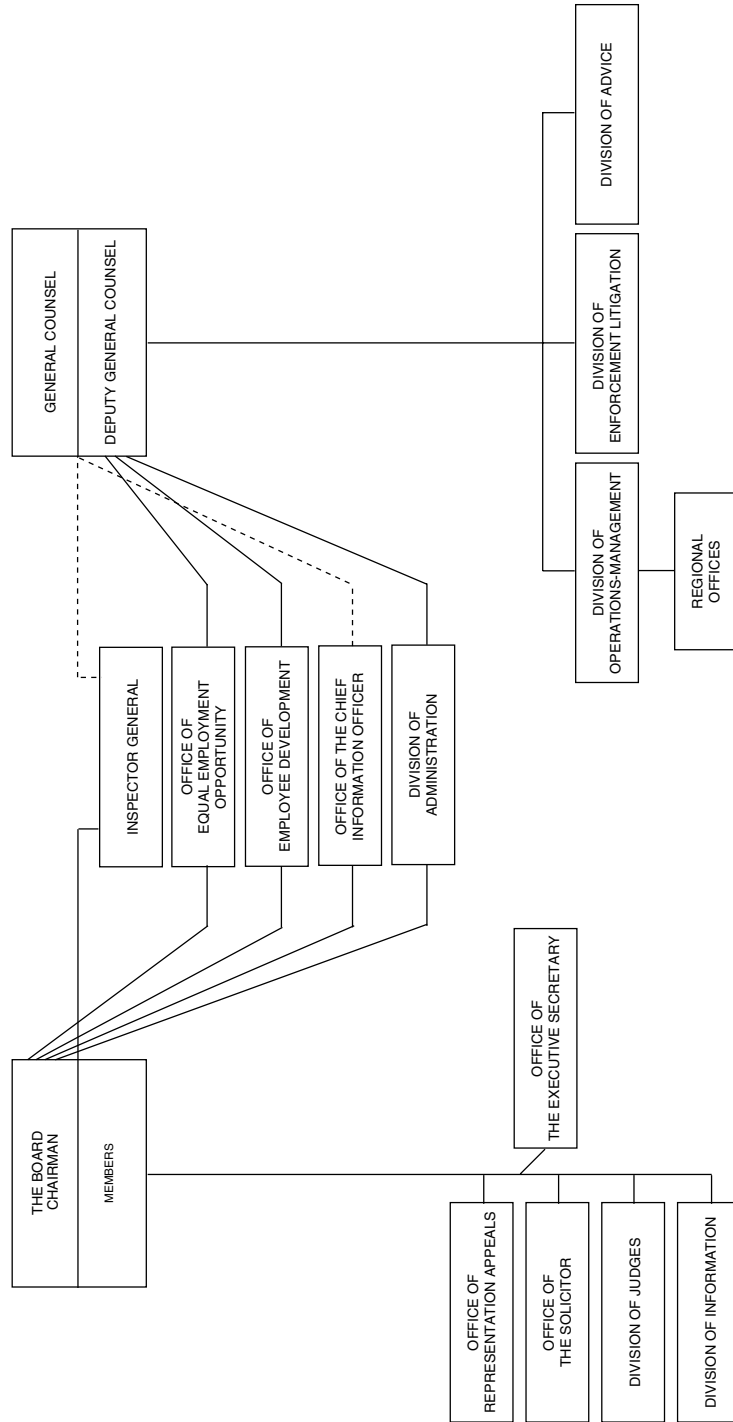 THE BOARD
CHAIRMAN
MEMBERS
GENERAL COUNSEL
DEPUTY GENERAL COUNSEL
INSPECTOR GENERAL
OFFICE OF
EQUAL EMPLOYMENT
OPPORTUNITY
OFFICE OF
EMPLOYEE DEVELOPMENT
OFFICE OF THE CHIEF
INFORMATION OFFICER
DIVISION OF
ADMINISTRATION
OFFICE OF
REPRESENTATION APPEALS
OFFICE OF
THE SOLICITOR
DIVISION OF JUDGES
DIVISION OF INFORMATION
OFFICE OF
THE EXECUTIVE SECRETARY
DIVISION OF
OPERATIONS-MANAGEMENT
DIVISION OF
ENFORCEMENT LITIGATION
DIVISION OF ADVICE
REGIONAL
OFFICES